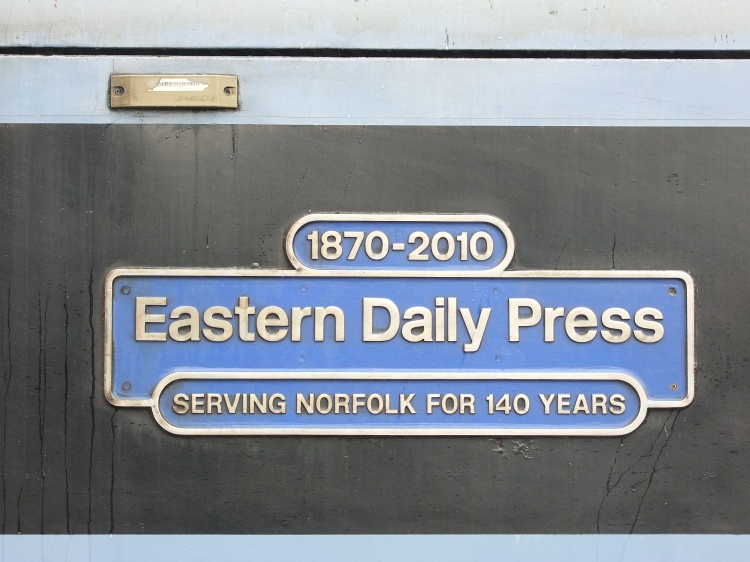 1870-2010
Eastern Daily Press
SERVING NORFOLK FOR 140 YEARS